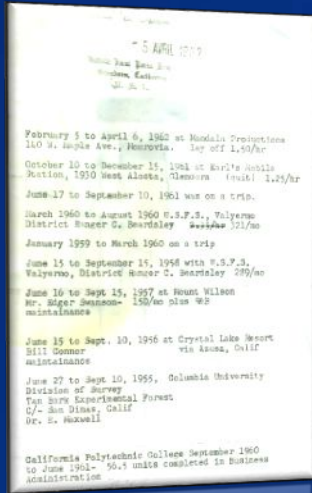 5 AVRIL 196?
February 5 to April 6, 1962 at Mondain Productions
140 W. Maple Ave., Monrovia. lay off 1.50/hr
October 10 to December 15, 1961 at Karl's Mobile
Station, 1930 West Alosta, Glendora (quit) 1.25/hr
June 17 to September 10, 1961 was on a trip.
March 1960 to August 1960 U.S.F.S., Valyermo
District Ranger C. Beardsley 321/mo
January 1959 to March 1960 on a trip
June 15 to September 15, 1958 with U.S.F.S.
Valyermo, District Ranger C. Beardsley 289/mo
June 16 to Sept 15, 1957 at Mount Wilson
Mr. Edger Swanson- 150/mo plus R&B
maintainance
June 15 to Sept. 10, 1956 at Crystal Lake Resort
Bill Connor via Azusa, Calif
maintainance
June 27 to Sept 10, 1955, Columbia University
Division of Survey
Tan Bark Experimental Forest
C/- San Dimas, Calif
Dr. E. Maxwell
California Polytechnic College September 1960
to June 1961- 56.5 units completed in Business
Administration